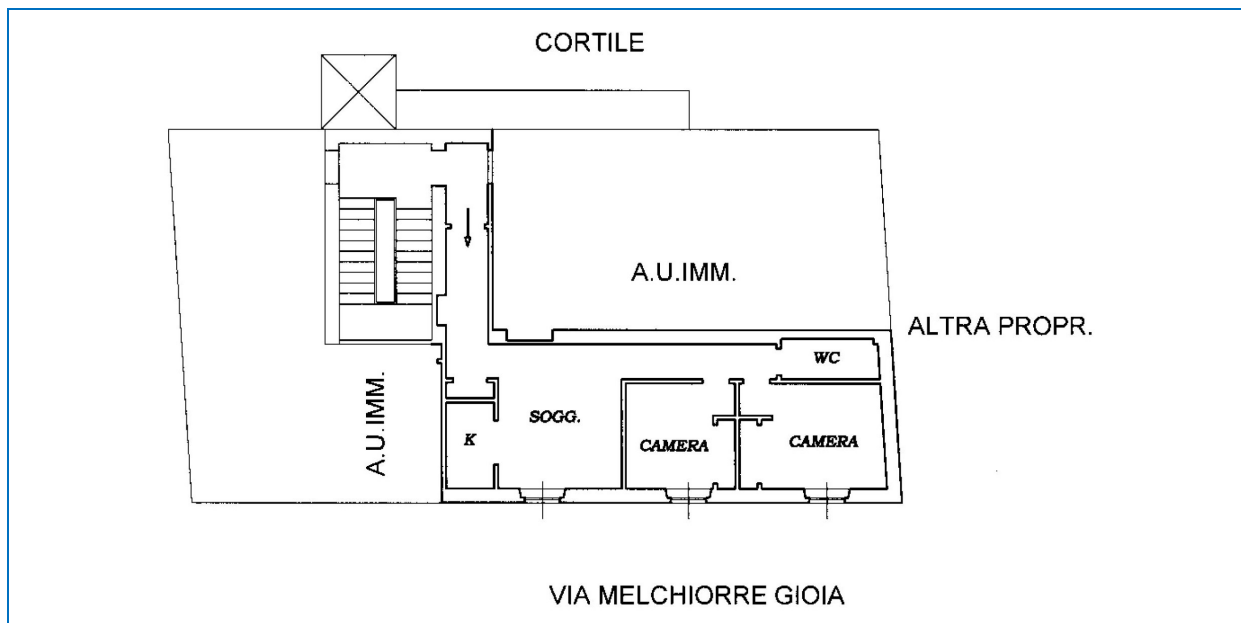 CORTILE
A.U.IMM.
ALTRA PROPR.
WC
SOGG.
A.U.IMM.
K
CAMERA
CAMERA
VIA MELCHIORRE GIOIA